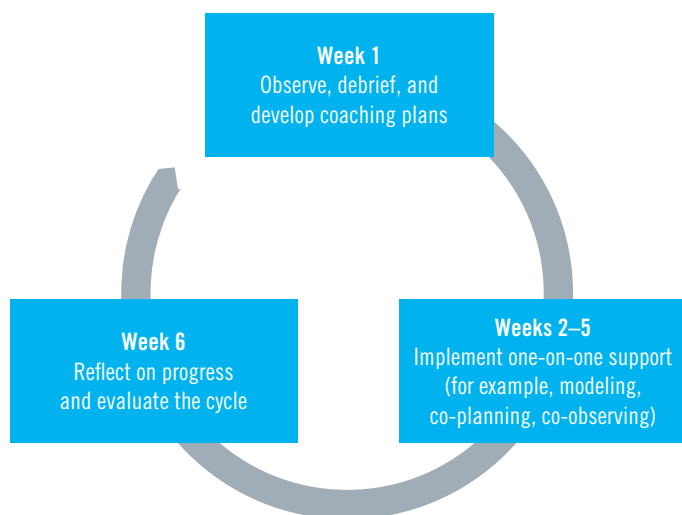 Week 1
Observe, debrief, and
develop coaching plans
Weeks 2–5
Implement one-on-one support
(for example, modeling,
co-planning, co-observing)
Week 6
Reflect on progress
and evaluate the cycle